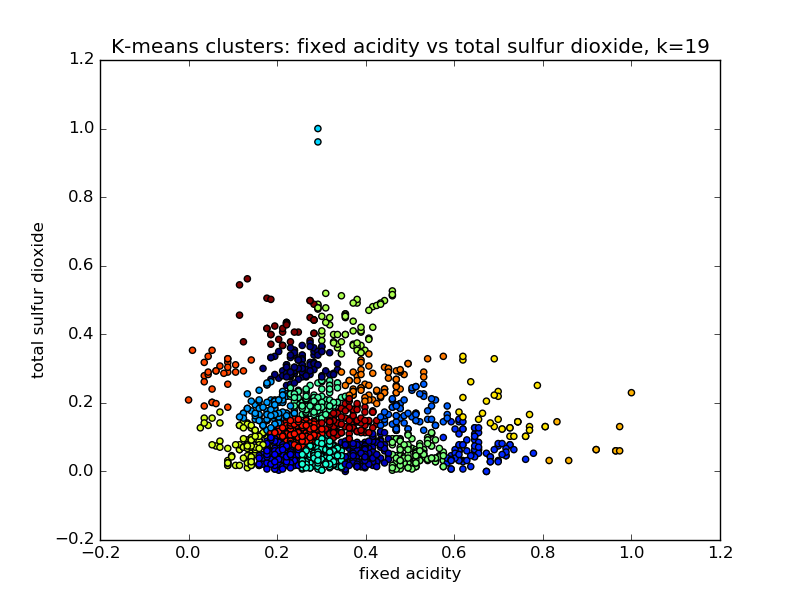 K-means clusters: fixed acidity vs total sulfur dioxide, k=19
1.2
1.0
0.8
0.6
0.4
0.2
0.0
−0.2
total sulfur dioxide
−0.2 0.0 0.2 0.4 0.6 0.8 1.0 1.2
fixed acidity